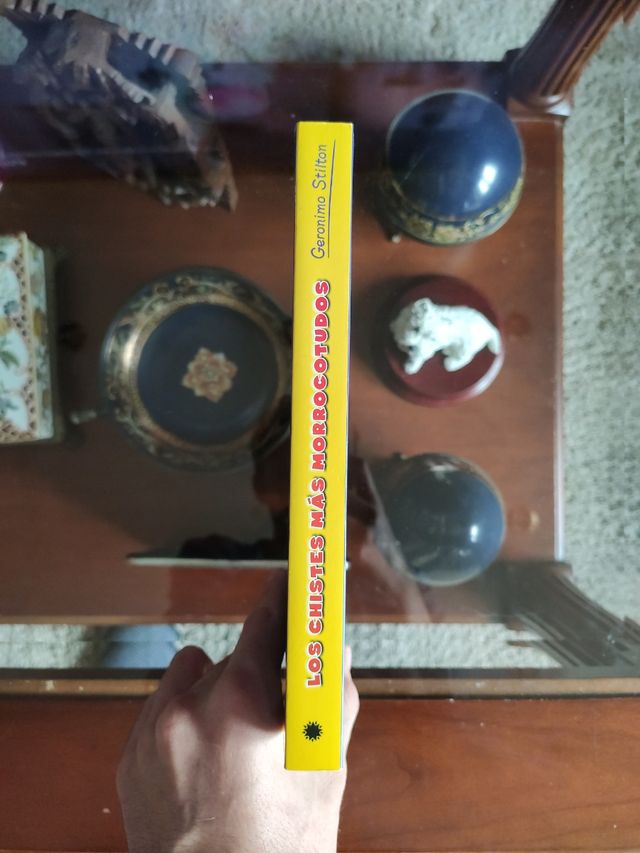 LOS CHISTES MÁS MORROCOTUDOS
Geronimo Stilton